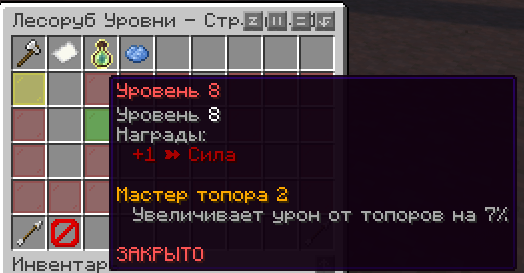 Лесоруб Уровни – Стр.
Уровень 8
Уровень 8
Награды:
+1 » Сила
Мастер топора 2
Увеличивает урон от топоров на 7%
ЗАКРЫТО
Инвентар